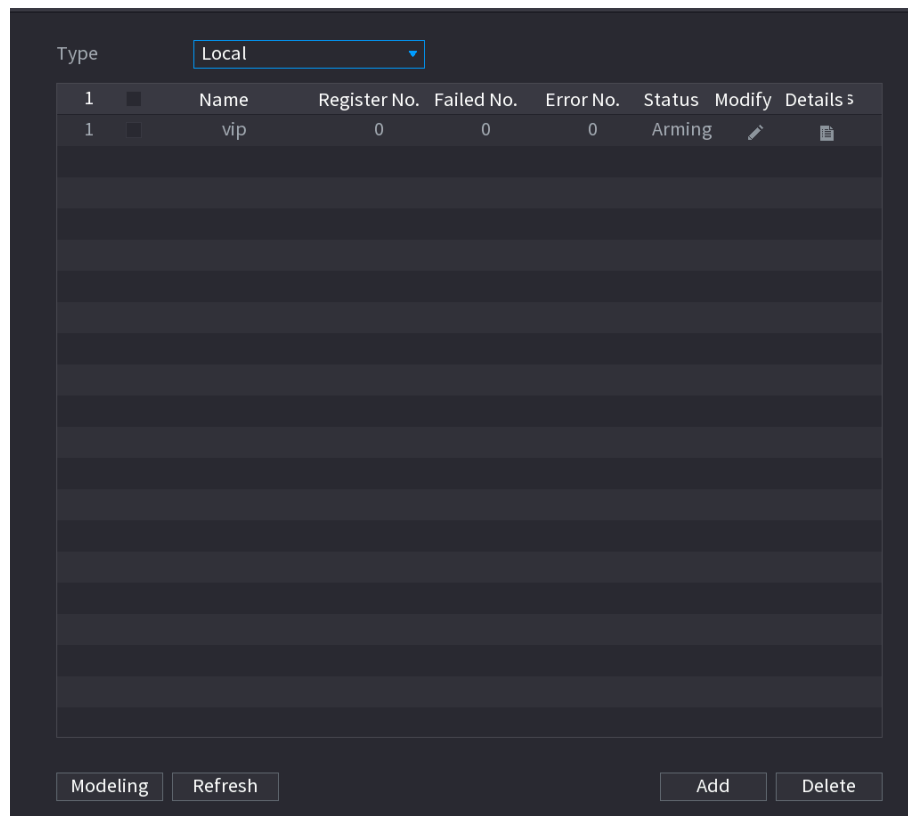 Type Local
1 Name Register No. Failed No. Error No. Status Modify Details s
1 vip 0 0 0 Arming
Modeling Refresh Add Delete